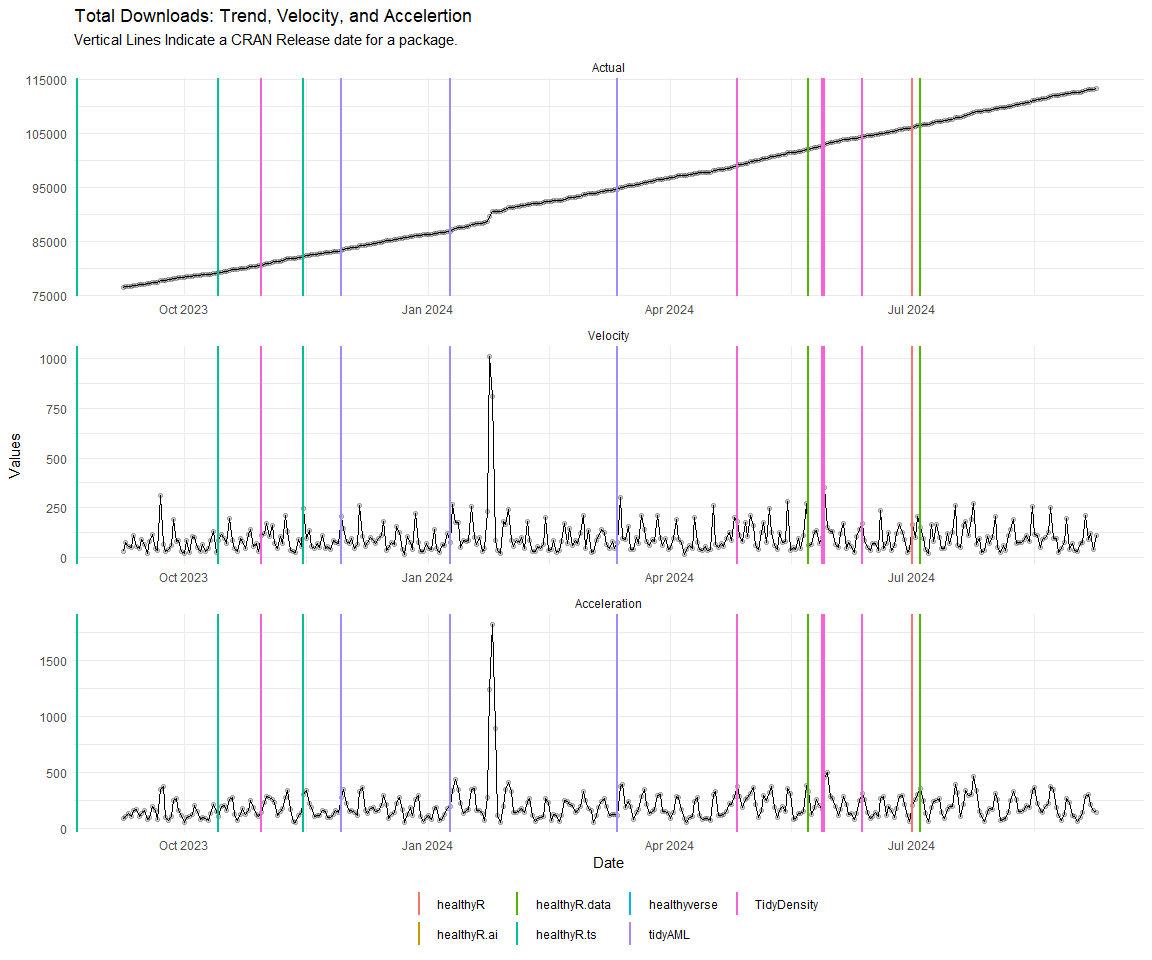 Total Downloads: Trend, Velocity, and Accelertion
Vertical Lines Indicate a CRAN Release date for a package.
Actual
115000
105000
95000
85000
75000
Oct 2023 Jan 2024 Apr 2024 Jul 2024
Velocity
1000
750
500
250
0
Oct 2023 Jan 2024 Apr 2024 Jul 2024
Values
Acceleration
1500
1000
500
0
Oct 2023 Jan 2024 Apr 2024 Jul 2024
Date
healthyR healthyR.data healthyverse TidyDensity
healthyR.ai healthyR.ts tidyAML